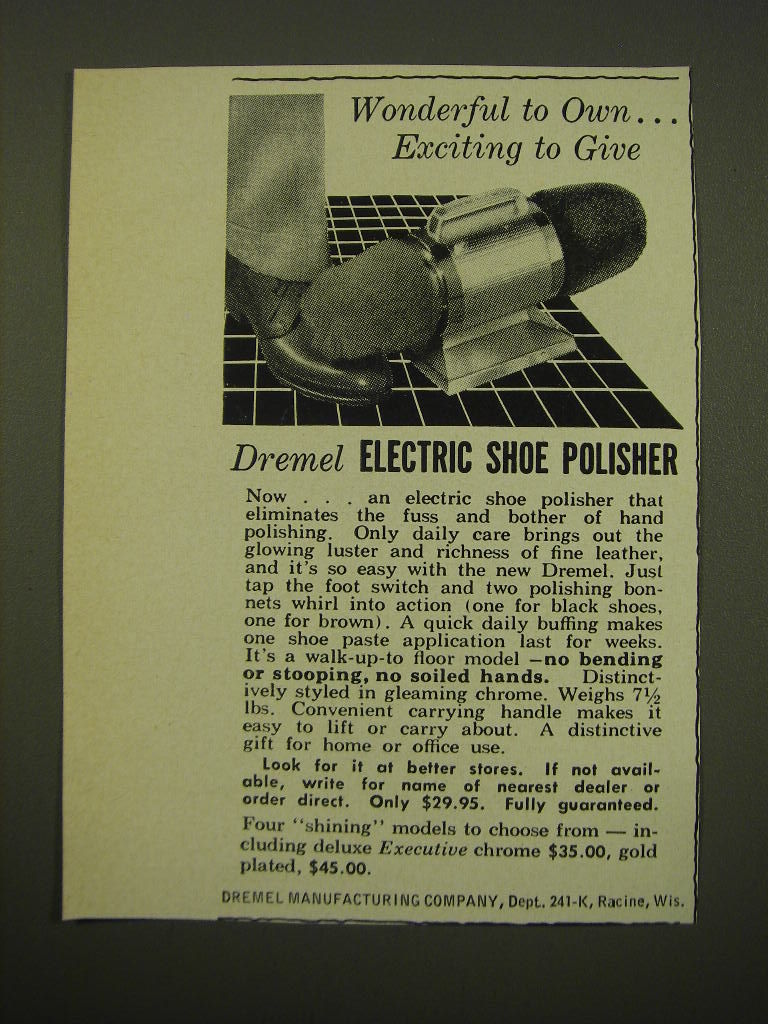 Wonderful to Own...
Exciting to Give
Dremel ELECTRIC SHOE POLISHER
Now . . . an electric shoe polisher that
eliminates the fuss and bother of hand
polishing. Only daily care brings out the
glowing luster and richness of fine leather,
and it's so easy with the new Dremel. Just
tap the foot switch and two polishing bon-
nets whirl into action (one for black shoes,
one for brown). A quick daily buffing makes
one shoe paste application last for weeks.
It's a walk-up-to floor model —no bending
or stooping, no soiled hands. Distinct-
ively styled in gleaming chrome. Weighs 7½
lbs. Convenient carrying handle makes it
easy to lift or carry about. A distinctive
gift for home or office use.
Look for it at better stores. If not avail-
able, write for name of nearest dealer or
order direct. Only $29.95. Fully guaranteed.
Four "shining" models to choose from — in-
cluding deluxe Executive chrome $35.00, gold
plated, $45.00.
DREMEL MANUFACTURING COMPANY, Dept. 241-K, Racine, Wis.